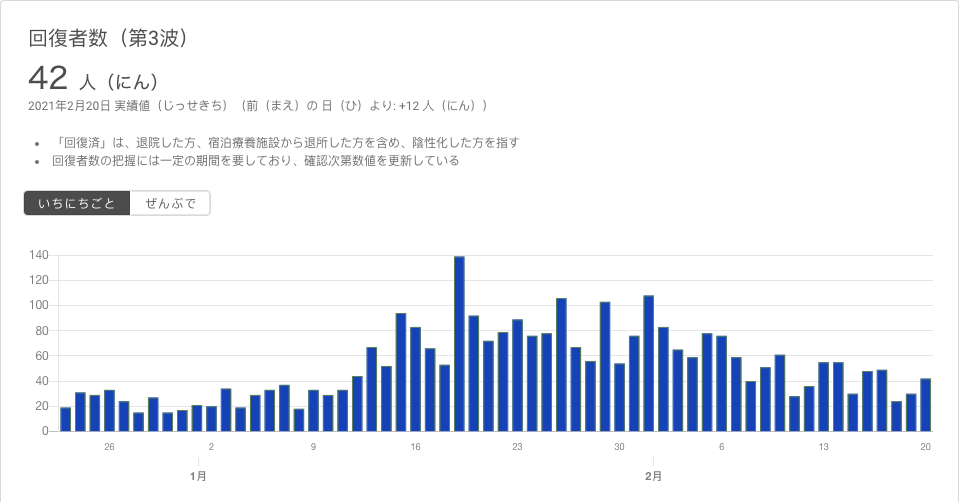 回復者数（第3波）
42 人（にん）
2021年2月20日 実績値（じっせきち）（前（まえ）の 日（ひ）より: +12 人（にん））
• 「回復済」は、退院した方、宿泊療養施設から退所した方を含め、陰性化した方を指す
• 回復者数の把握には一定の期間を要しており、確認次第数値を更新している
いちにちごと ぜんぶで
140
120
100
80
60
40
20
0
26 2 9 16 23 30 6 13 20
1月 2月